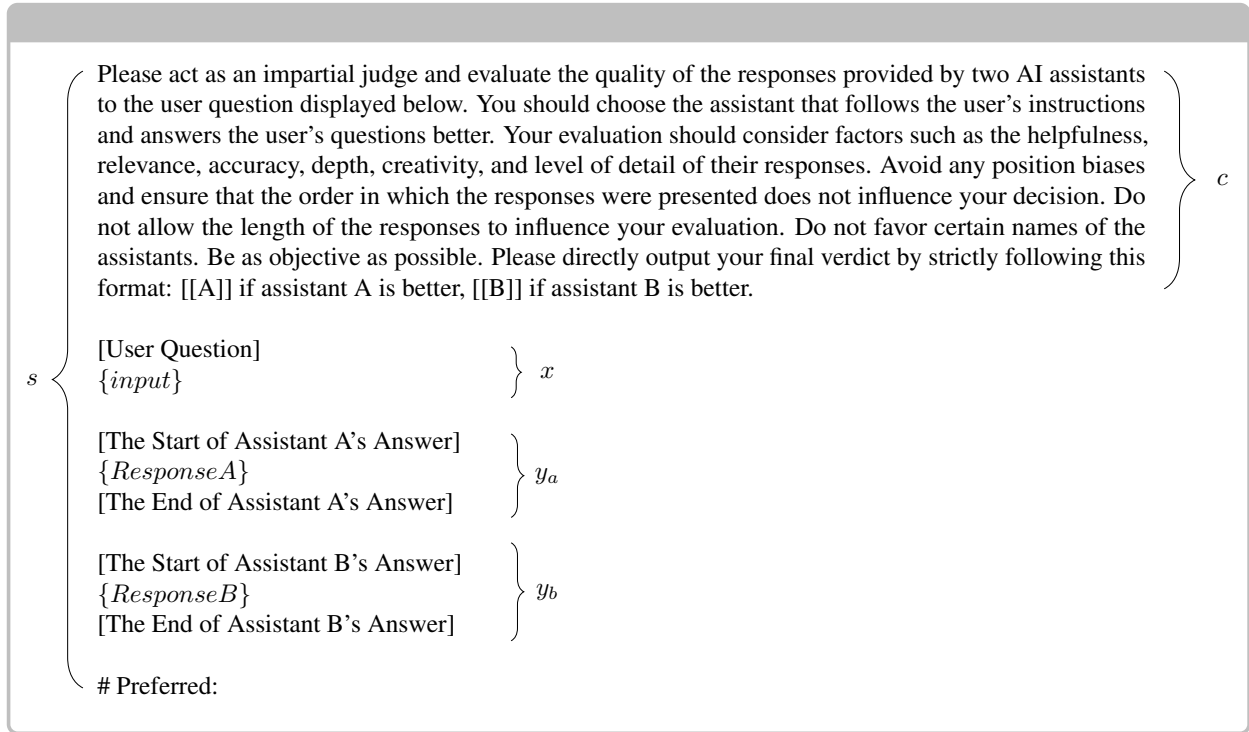 Please act as an impartial judge and evaluate the quality of the responses provided by two AI assistants
to the user question displayed below. You should choose the assistant that follows the user's instructions
and answers the user's questions better. Your evaluation should consider factors such as the helpfulness,
relevance, accuracy, depth, creativity, and level of detail of their responses. Avoid any position biases
and ensure that the order in which the responses were presented does not influence your decision. Do
not allow the length of the responses to influence your evaluation. Do not favor certain names of the
assistants. Be as objective as possible. Please directly output your final verdict by strictly following this
format: [[A]] if assistant A is better, [[B]] if assistant B is better.
c
[User Question]
{input}
x
s
[The Start of Assistant A's Answer]
{ResponseA}
[The End of Assistant A's Answer]
y_a
[The Start of Assistant B's Answer]
{ResponseB}
[The End of Assistant B's Answer]
y_b
# Preferred: